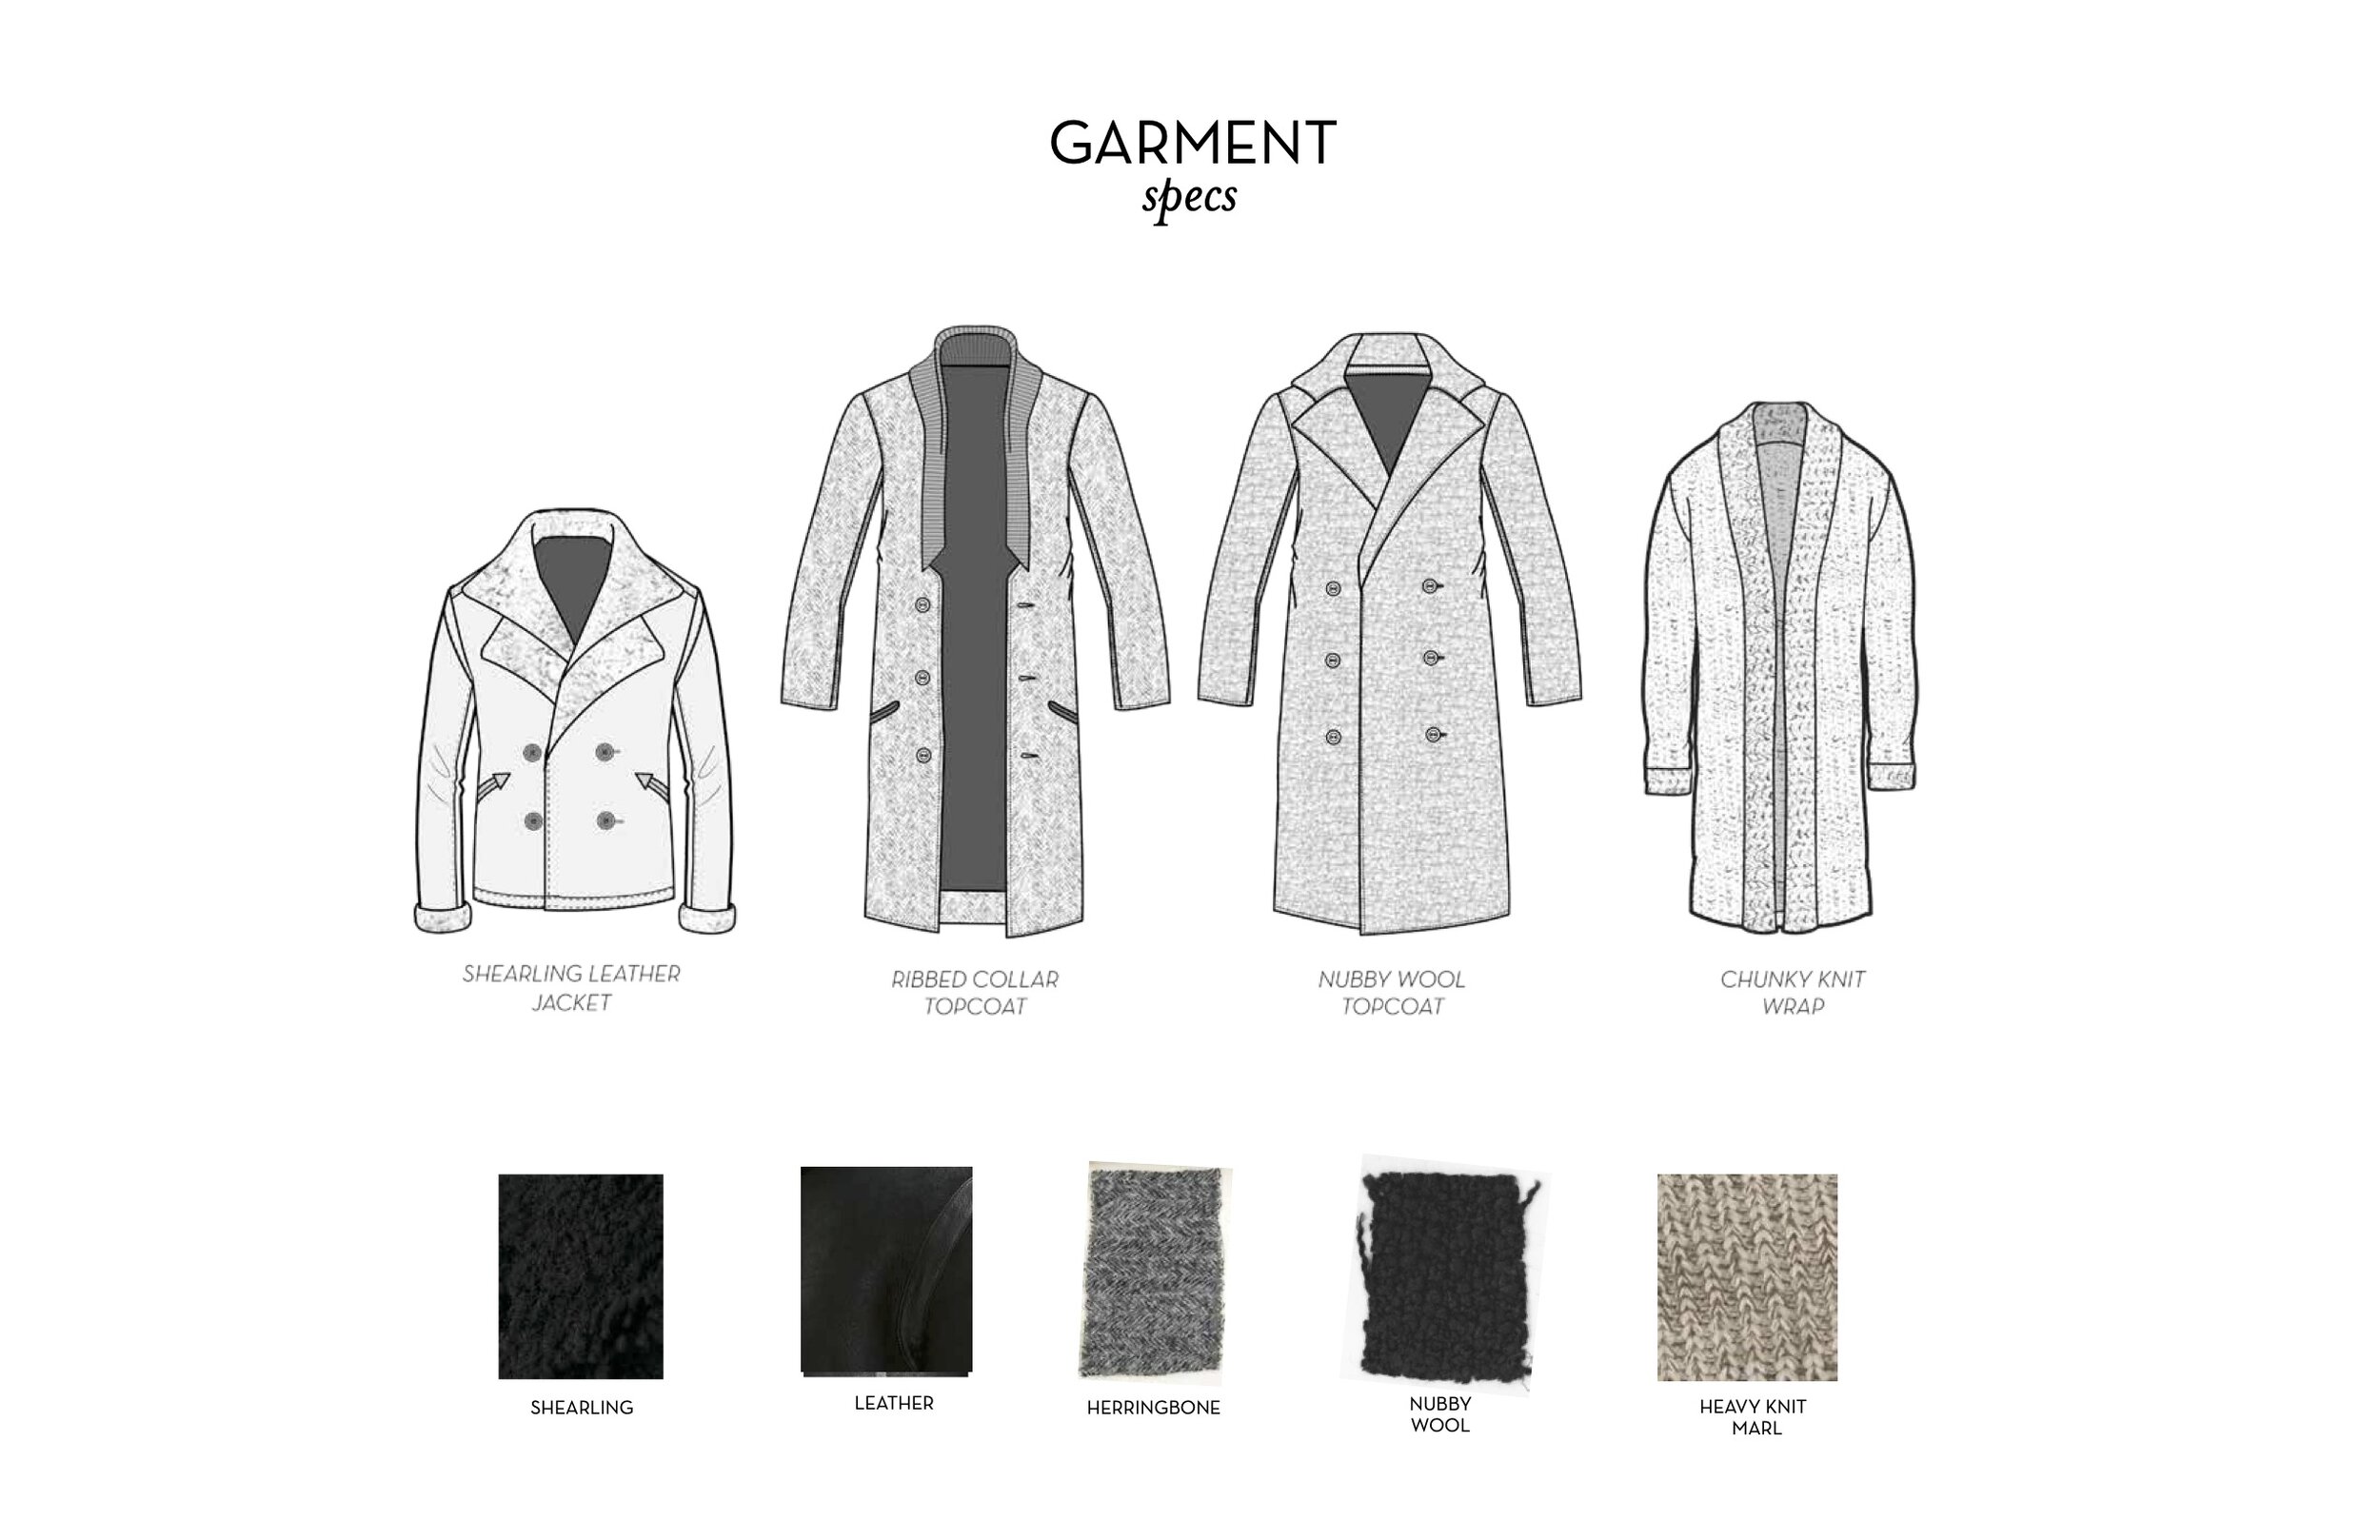 GARMENT
specs
SHEARLING LEATHER
JACKET
RIBBED COLLAR
TOPCOAT
NUBBY WOOL
TOPCOAT
CHUNKY KNIT
WRAP
SHEARLING
LEATHER
HERRINGBONE
NUBBY
WOOL
HEAVY KNIT
MARL